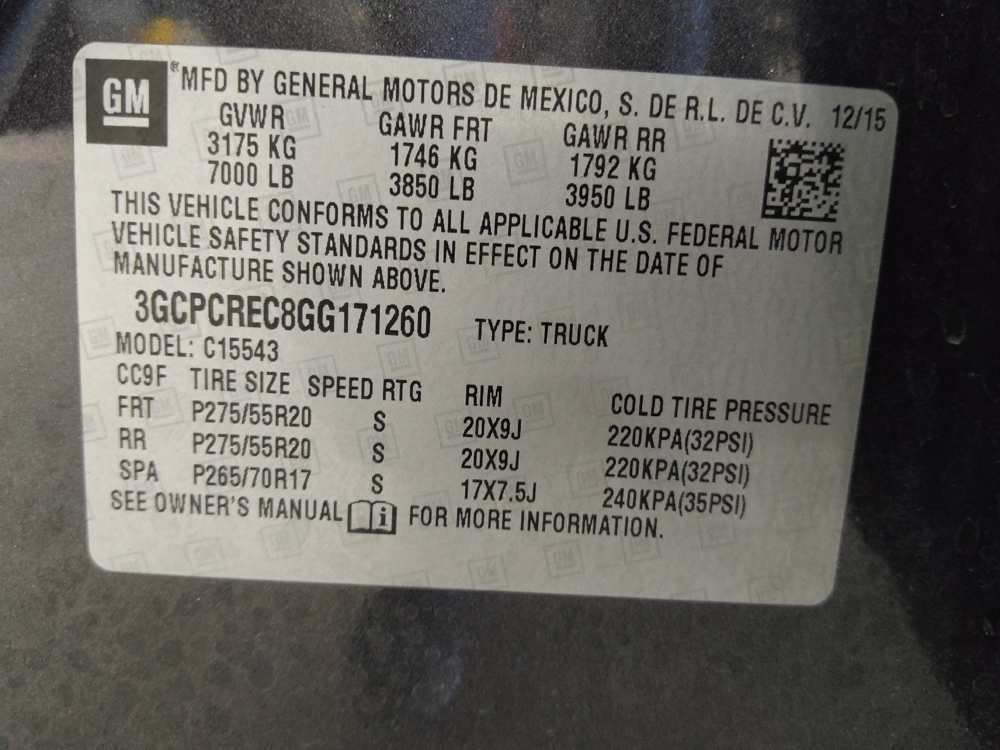 GM
®MFD BY GENERAL MOTORS DE MEXICO, S. DE R.L. DE C.V. 12/15
GVWR GAWR FRT GAWR RR
3175 KG 1746 KG 1792 KG
7000 LB 3850 LB 3950 LB
THIS VEHICLE CONFORMS TO ALL APPLICABLE U.S. FEDERAL MOTOR
VEHICLE SAFETY STANDARDS IN EFFECT ON THE DATE OF
MANUFACTURE SHOWN ABOVE.
3GCPCREC8GG171260 TYPE: TRUCK
MODEL: C15543
CC9F TIRE SIZE SPEED RTG RIM COLD TIRE PRESSURE
FRT P275/55R20 S 20X9J 220KPA(32PSI)
RR P275/55R20 S 20X9J 220KPA(32PSI)
SPA P265/70R17 S 17X7.5J 240KPA(35PSI)
SEE OWNER'S MANUAL i FOR MORE INFORMATION.